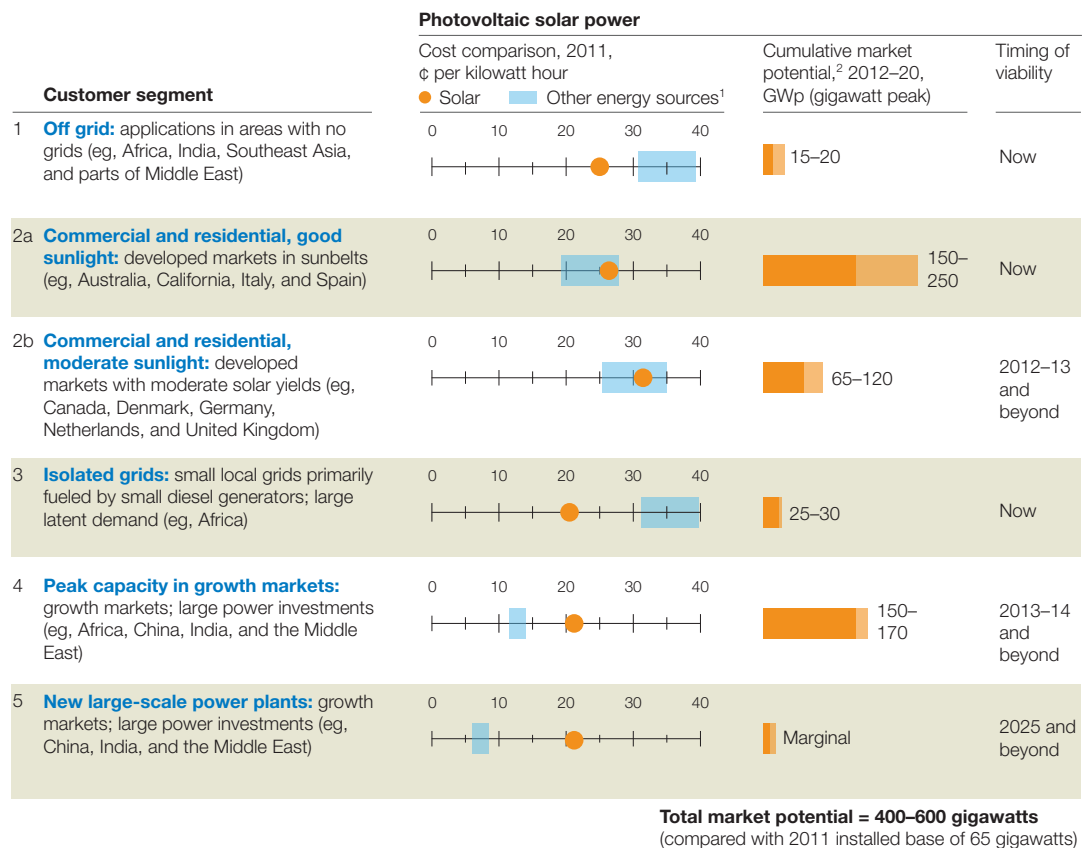 Photovoltaic solar power
Cost comparison, 2011,
¢ per kilowatt hour
Cumulative market
potential,² 2012–20,
GWp (gigawatt peak)
Timing of
viability
Customer segment
Solar
Other energy sources¹
1 Off grid: applications in areas with no
grids (eg, Africa, India, Southeast Asia,
and parts of Middle East)
0 10 20 30 40
15–20
Now
2a Commercial and residential, good
sunlight: developed markets in sunbelts
(eg, Australia, California, Italy, and Spain)
0 10 20 30 40
150–
250
Now
2b Commercial and residential,
moderate sunlight: developed
markets with moderate solar yields (eg,
Canada, Denmark, Germany,
Netherlands, and United Kingdom)
0 10 20 30 40
65–120
2012–13
and
beyond
3 Isolated grids: small local grids primarily
fueled by small diesel generators; large
latent demand (eg, Africa)
0 10 20 30 40
25–30
Now
4 Peak capacity in growth markets:
growth markets; large power investments
(eg, Africa, China, India, and the Middle
East)
0 10 20 30 40
150–
170
2013–14
and
beyond
5 New large-scale power plants: growth
markets; large power investments (eg,
China, India, and the Middle East)
0 10 20 30 40
Marginal
2025 and
beyond
Total market potential = 400–600 gigawatts
(compared with 2011 installed base of 65 gigawatts)